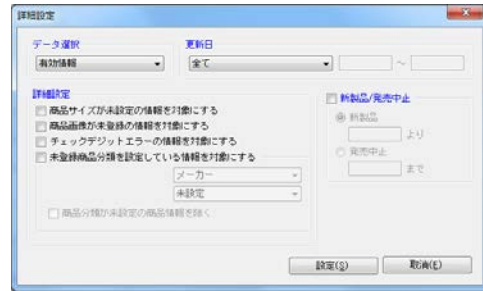 詳細設定
データ選択
更新日
有効情報
全て
～
詳細設定
商品サイズが未設定の情報を対象にする
商品画像が未登録の情報を対象にする
チェックデジットエラーの情報を対象にする
未登録商品分類を設定している情報を対象にする
メーカー
未設定
商品分類が未設定の商品情報を除く
新製品/発売中止
新製品
より
発売中止
まで
設定(S)
取消(E)